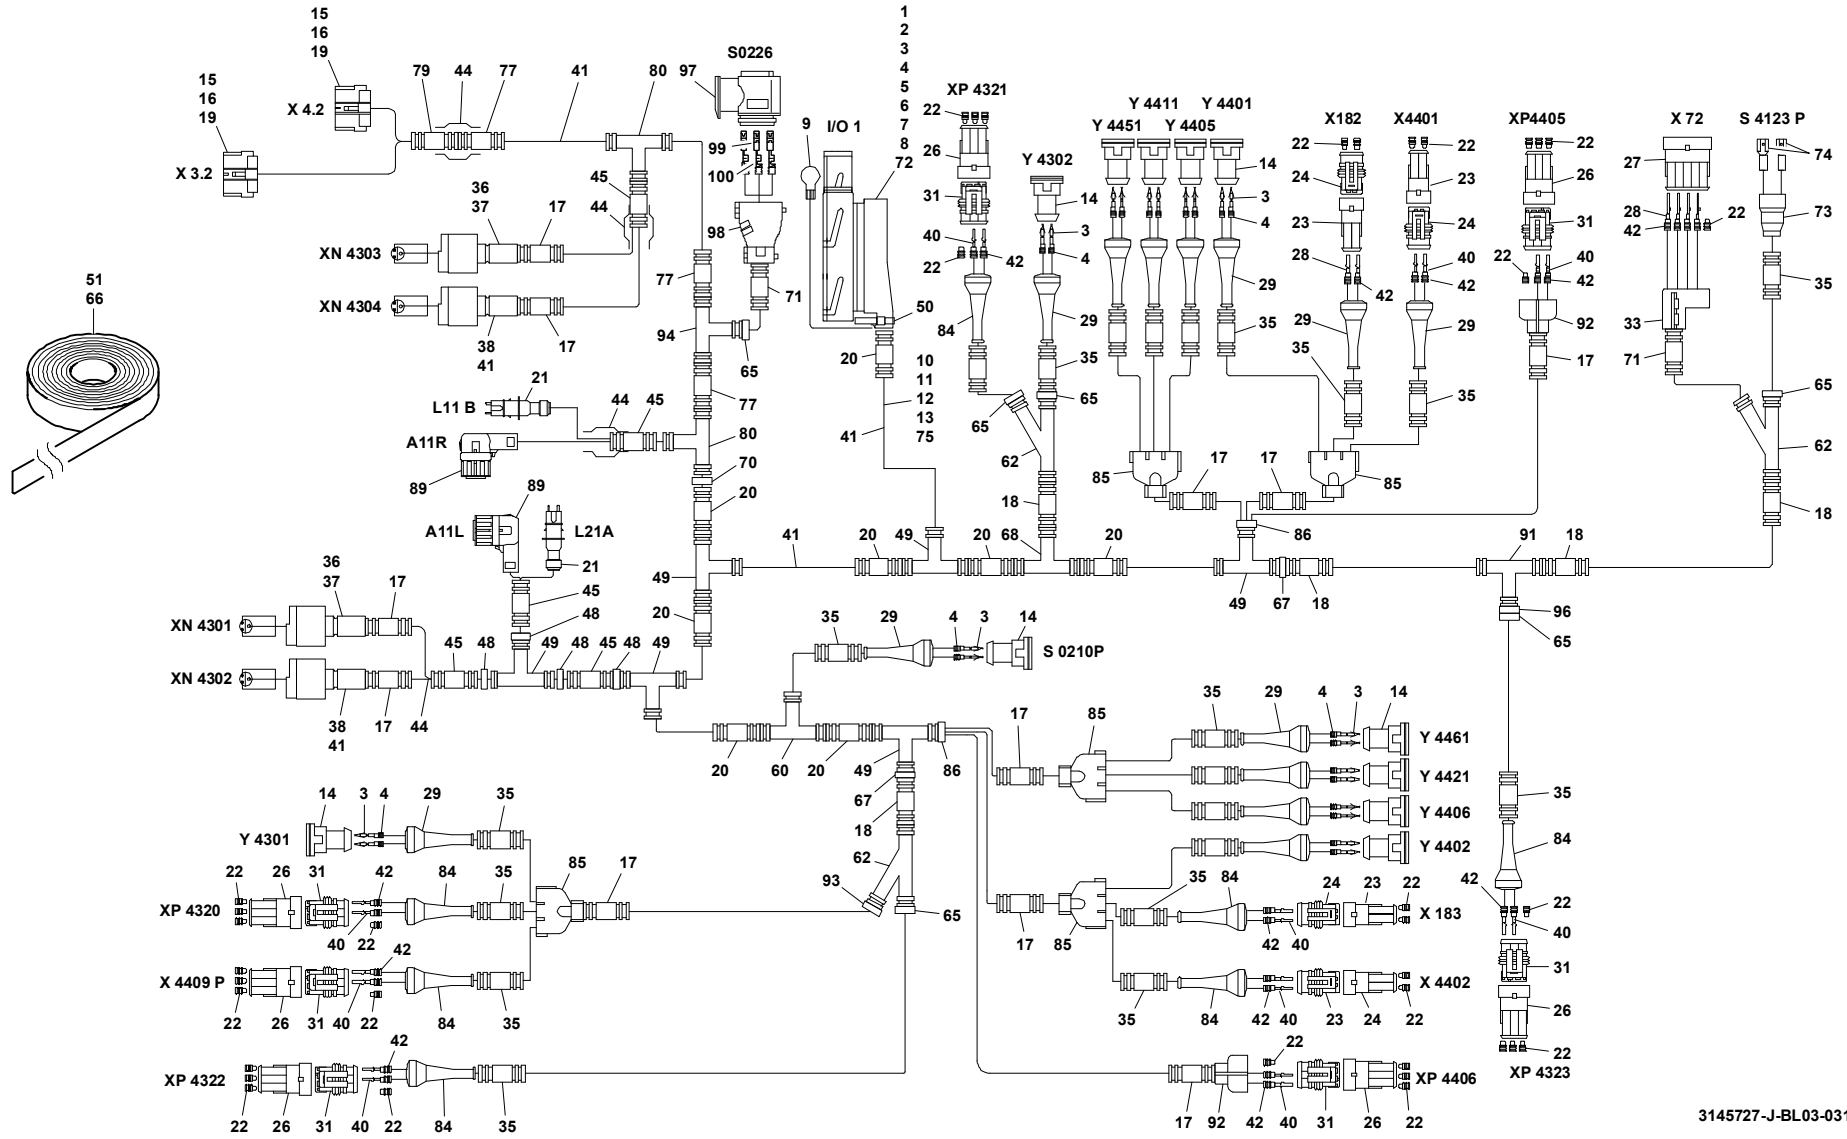 15
16
19
15
16
19
X 4.2
X 3.2
79 44 77 41 80
S0226
97
99
100
98
71
9
I/O 1
1
2
3
4
5
6
7
8
72
XP 4321
22
26
31
40
22 42
84
Y 4302
14
3
4
29
35
65
65
62
18
Y 4411 Y 4401
Y 4451 Y 4405
14
3
4
29
35
X182
22
24
23
28
42
29
35
X4401
22
23
24
40
42
29
35
XP4405
22
26
31
22 40
42
92
17
X 72
27
28
42
22
33
71
S 4123 P
74
73
35
65
62
18
45
44
36
37
17
XN 4303
XN 4304
38
41
17
51
66
77
94
65
77
80
70
20
50
20
10
11
12
13
75
41
21
L11 B
44 45
A11R
89
89
A11L
L21A
21
45
48
85 17 17 85
86
41 20 49 20 68 20
49 67 18
91 18
96
65
49
20
36
37
17
XN 4301
XN 4302
38
41
17
44
45 48 49 48 45 48 49
35 29 4 3 14
S 0210P
20 60 20 49 86
67
18
62
93
65
17 85
35 29 4 3 14
Y 4461
Y 4421
Y 4406
Y 4402
17 85
35 84 24 23 22
X 183
42 40
X 4402
35 84 42 40 23 24 22
22
XP 4406
17 92 42 40 31 26 22
35
84
42
22
40
31
26
22
XP 4323
14 3 4 29 35
Y 4301
85 17
22 26 31 42 84 35
XP 4320
40 22
42
X 4409 P
22 26 31 40 22 84 35
42
XP 4322
22 26 31 40 22 84 35
3145727-J-BL03-031